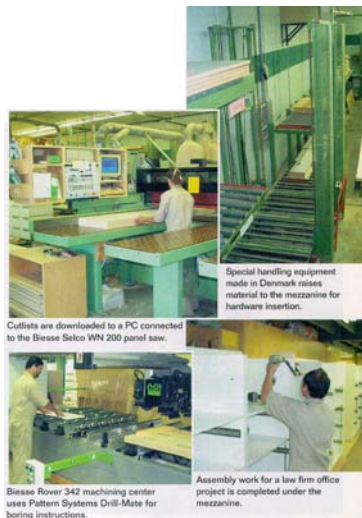 Special handling equipment
made in Denmark raises
material to the mezzanine for
hardware insertion.
Cutlists are downloaded to a PC connected
to the Biesse Selco WN 200 panel saw.
Biesse Rover 342 machining center
uses Pattern Systems Drill-Mate for
boring instructions.
Assembly work for a law firm office
project is completed under the
mezzanine.